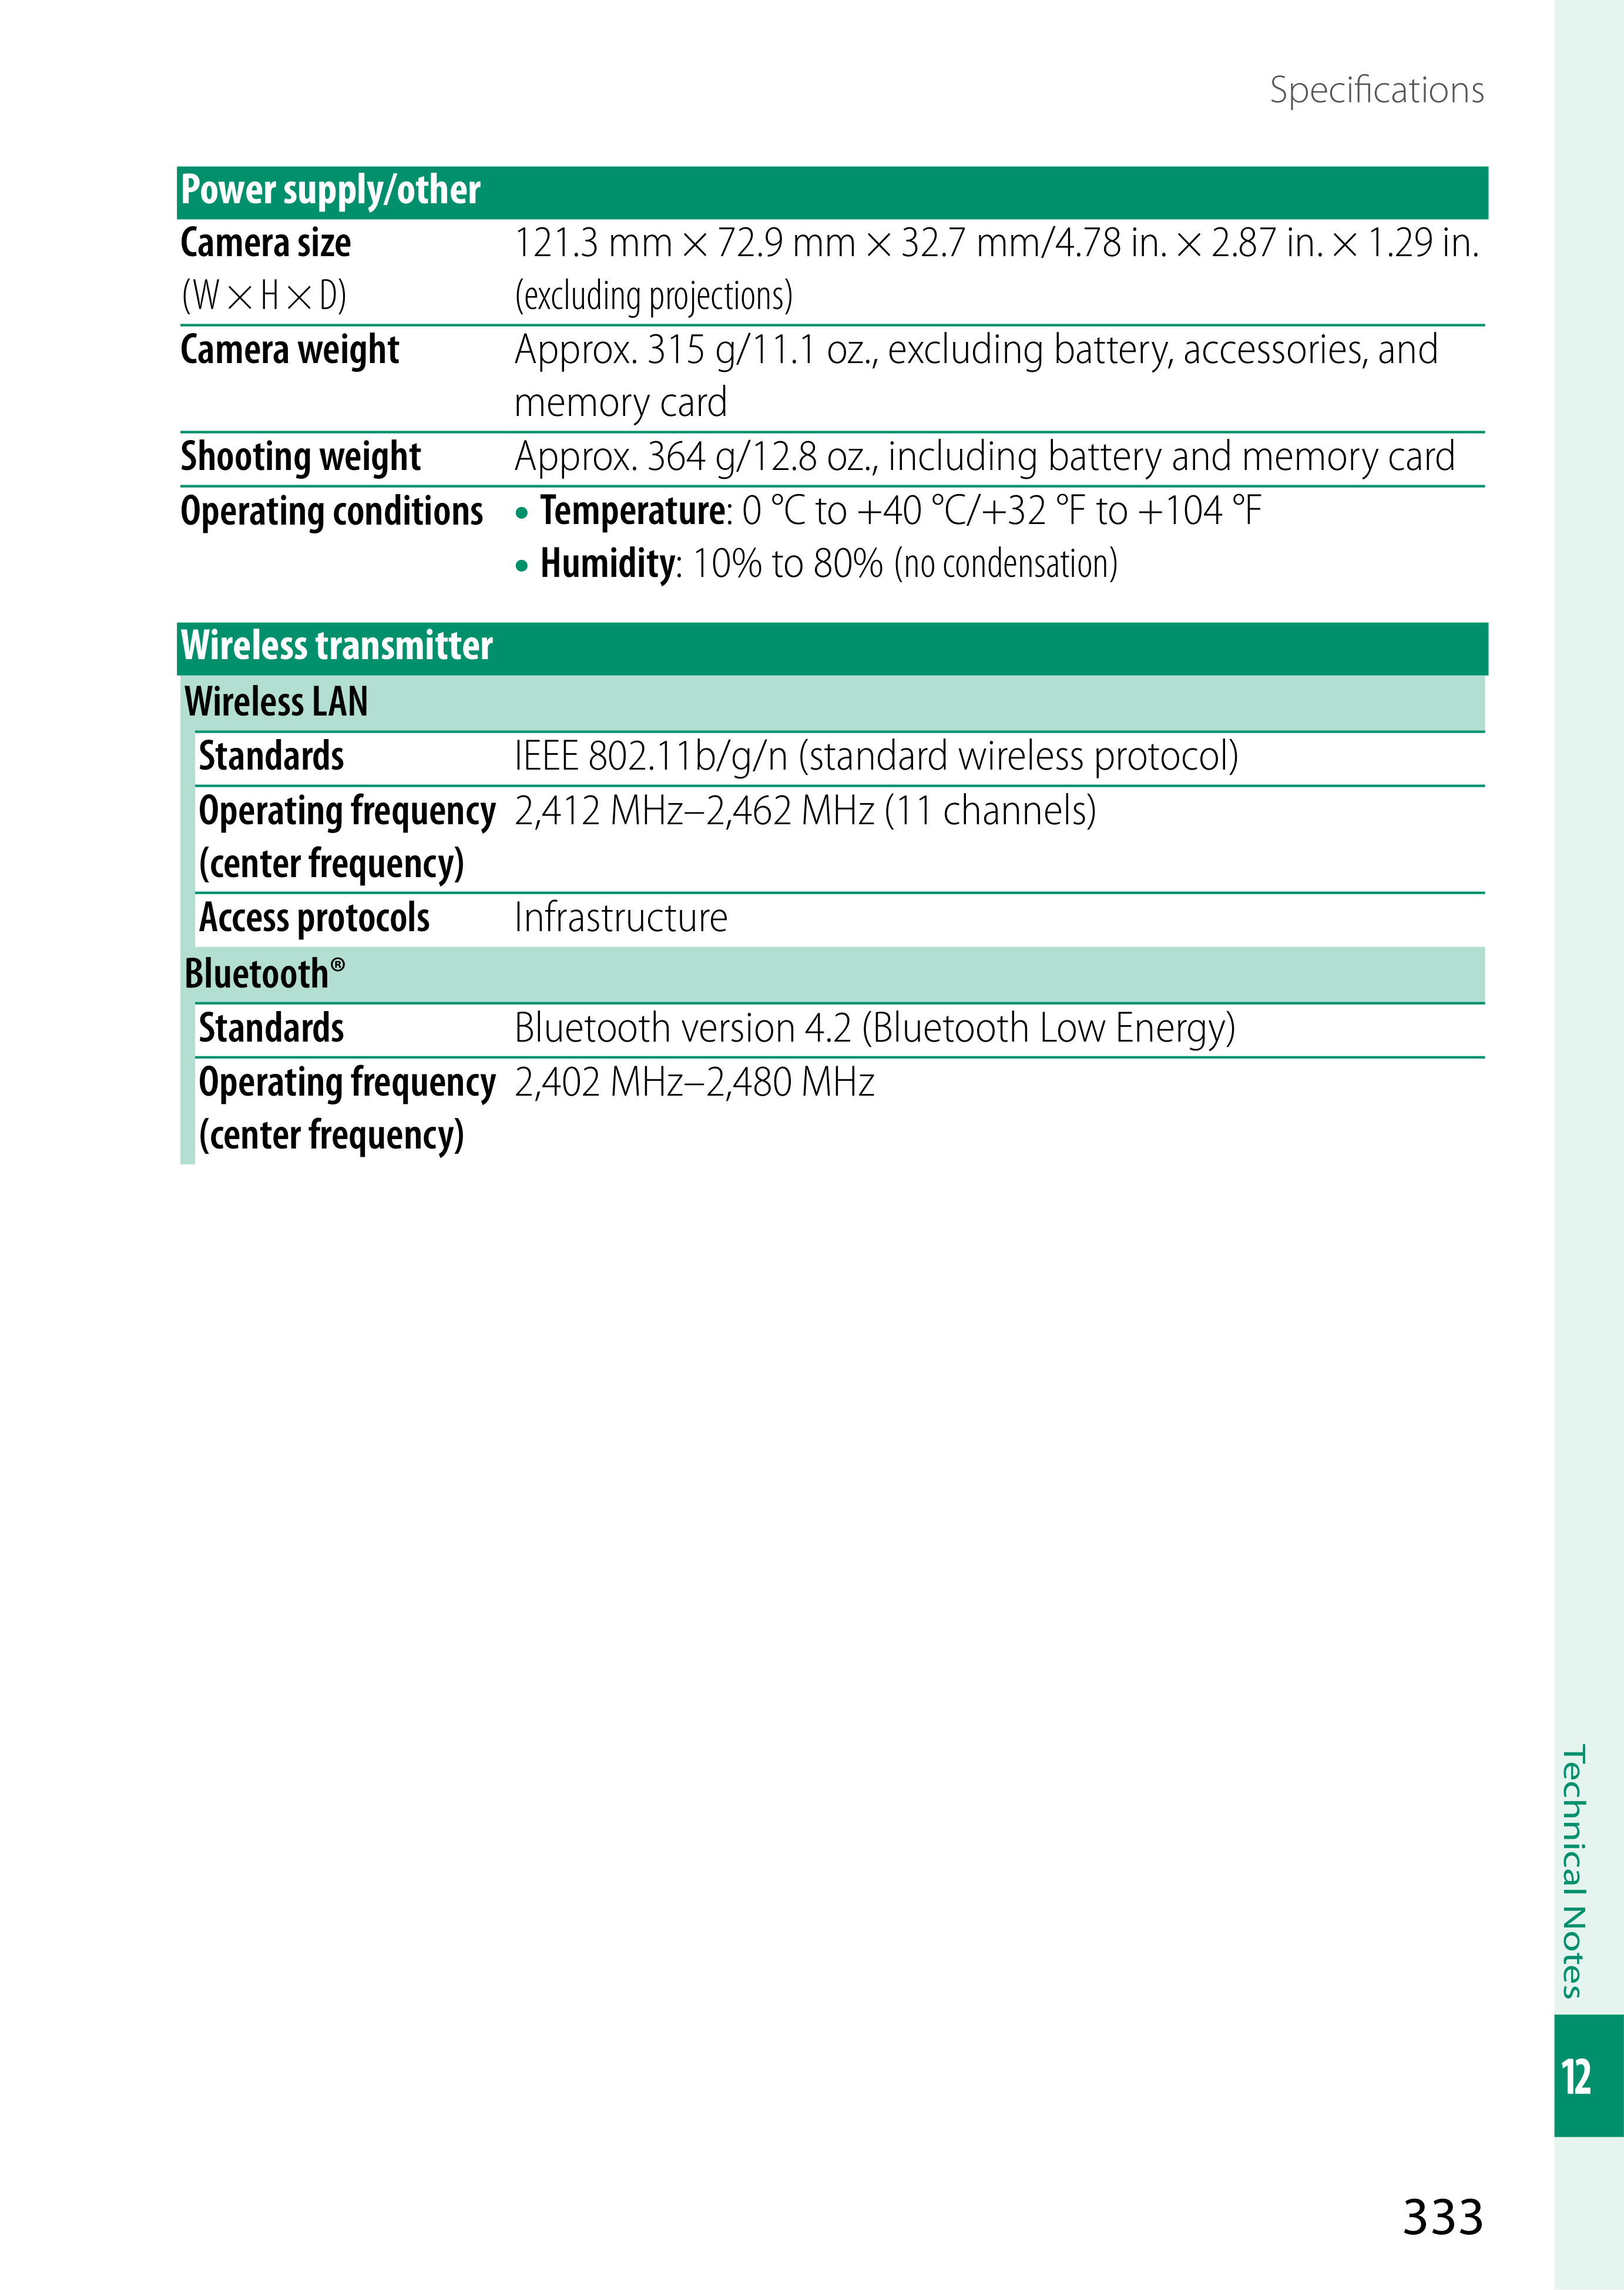 Specifications
Power supply/other
Camera size 121.3 mm × 72.9 mm × 32.7 mm/4.78 in. × 2.87 in. × 1.29 in.
(W × H × D) (excluding projections)
Camera weight Approx. 315 g/11.1 oz., excluding battery, accessories, and
memory card
Shooting weight Approx. 364 g/12.8 oz., including battery and memory card
Operating conditions • Temperature: 0 °C to +40 °C/+32 °F to +104 °F
• Humidity: 10% to 80% (no condensation)
Wireless transmitter
Wireless LAN
Standards IEEE 802.11b/g/n (standard wireless protocol)
Operating frequency 2,412 MHz–2,462 MHz (11 channels)
(center frequency)
Access protocols Infrastructure
Bluetooth®
Standards Bluetooth version 4.2 (Bluetooth Low Energy)
Operating frequency 2,402 MHz–2,480 MHz
(center frequency)
Technical Notes
12
333